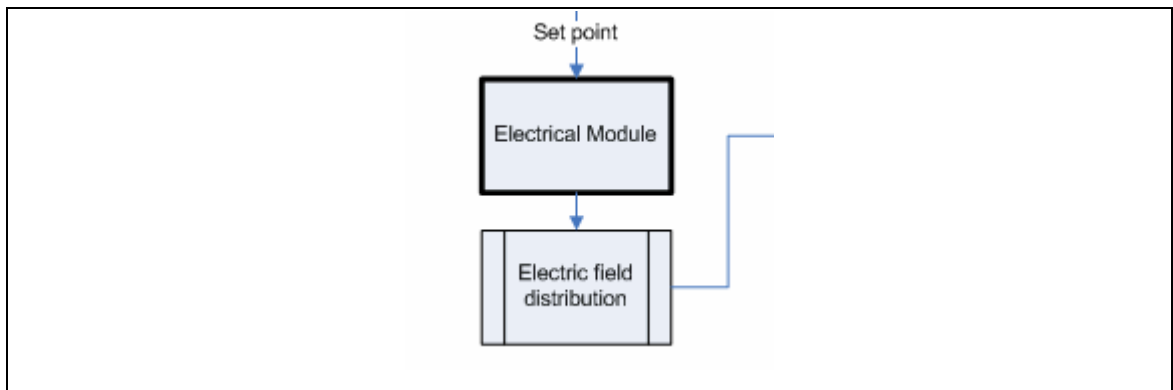 Set point
Electrical Module
Electric field
distribution